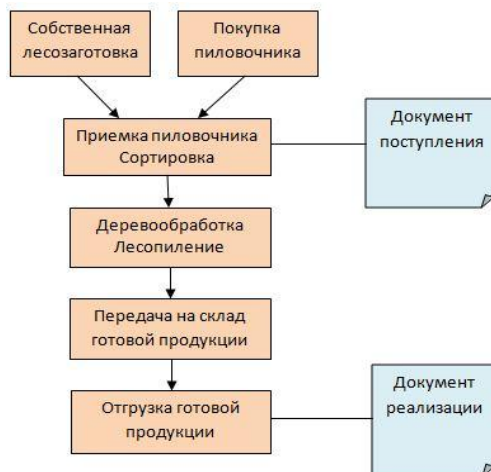 Собственная
лесозаготовка
Покупка
пиловочника
Приемка пиловочника
Сортировка
Документ
поступления
Деревообработка
Лесопиление
Передача на склад
готовой продукции
Отгрузка готовой
продукции
Документ
реализации